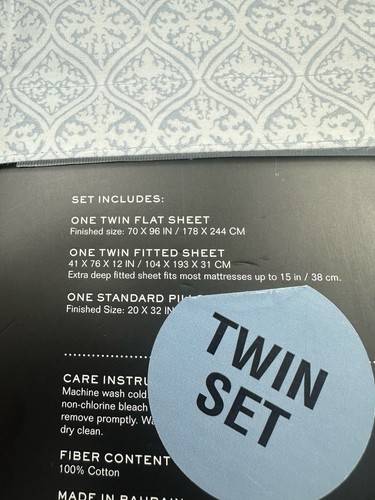 SET INCLUDES:
ONE TWIN FLAT SHEET
Finished size: 70 X 96 IN / 178 X 244 CM
ONE TWIN FITTED SHEET
41 X 76 X 12 IN / 104 X 193 X 31 CM
Extra deep fitted sheet fits most mattresses up to 15 in / 38 cm.
ONE STANDARD
Finished Size: 20 X 32 IN
TWIN
SET
CARE
Machine wash cold.
non-chlorine bleach
remove promptly.
dry clean.
FIBER CONTENT
100% Cotton
MADE IN BAHRAIN